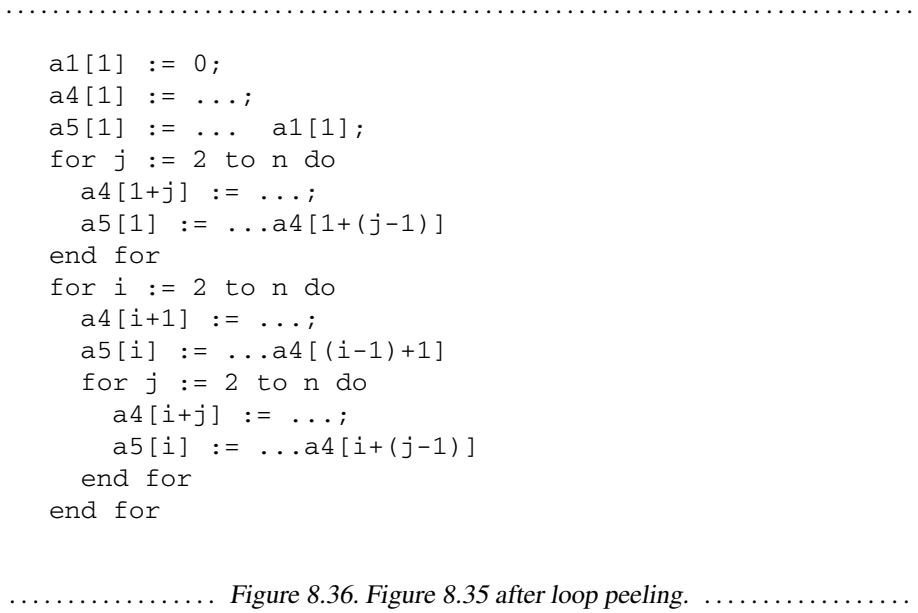 a1[1] := 0;
a4[1] := ...;
a5[1] := ... a1[1];
for j := 2 to n do
a4[1+j] := ...;
a5[1] := ...a4[1+(j-1)]
end for
for i := 2 to n do
a4[i+1] := ...;
a5[i] := ...a4[(i-1)+1]
for j := 2 to n do
a4[i+j] := ...;
a5[i] := ...a4[i+(j-1)]
end for
end for
.................. Figure 8.36. Figure 8.35 after loop peeling. ..................